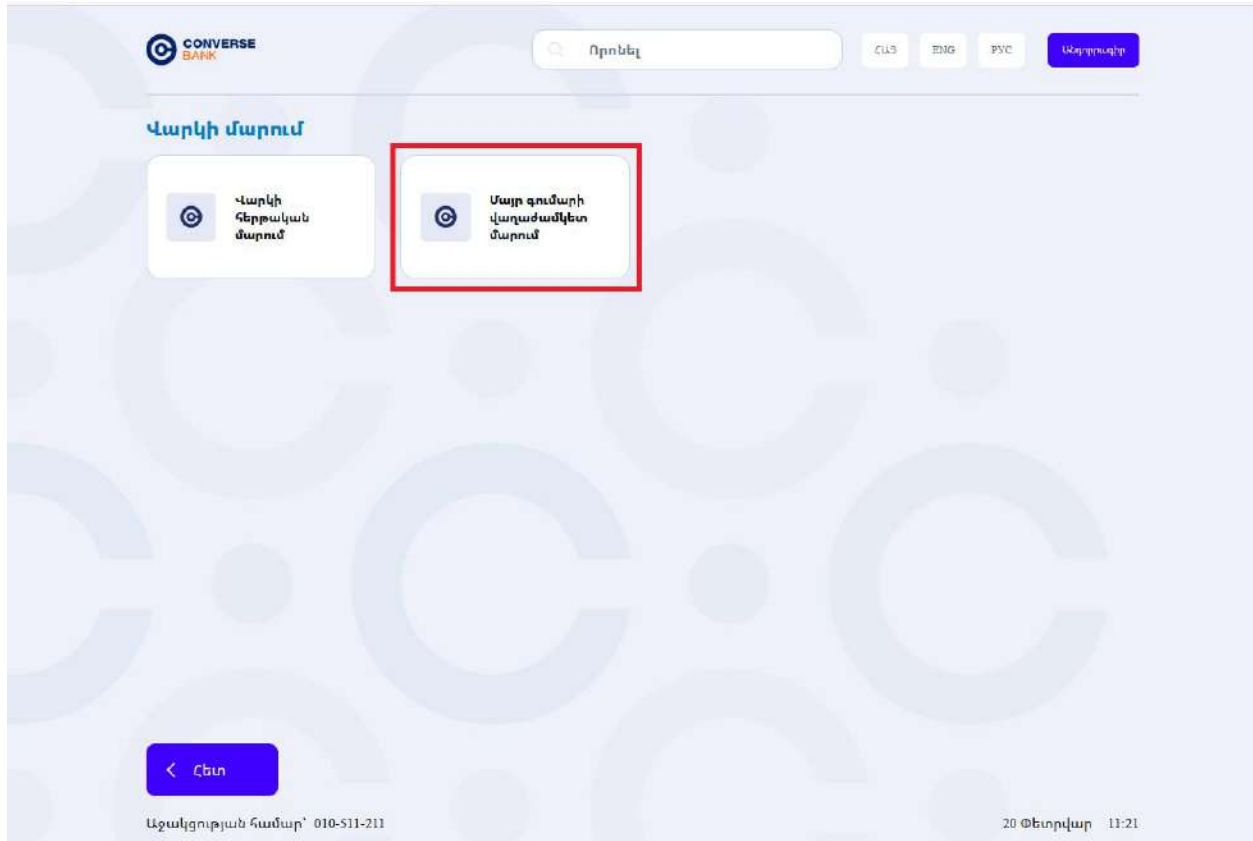 CONVERSE
BANK
Որոնել
ՀԱՅ
ENG
РУС
Անդորրագիր
Վարկի մարում
Վարկի
հերթական
մարում
Մայր գումարի
վաղաժամկետ
մարում
Հետ
Աջակցության համար՝ 010-511-211
20 Փետրվար 11:21